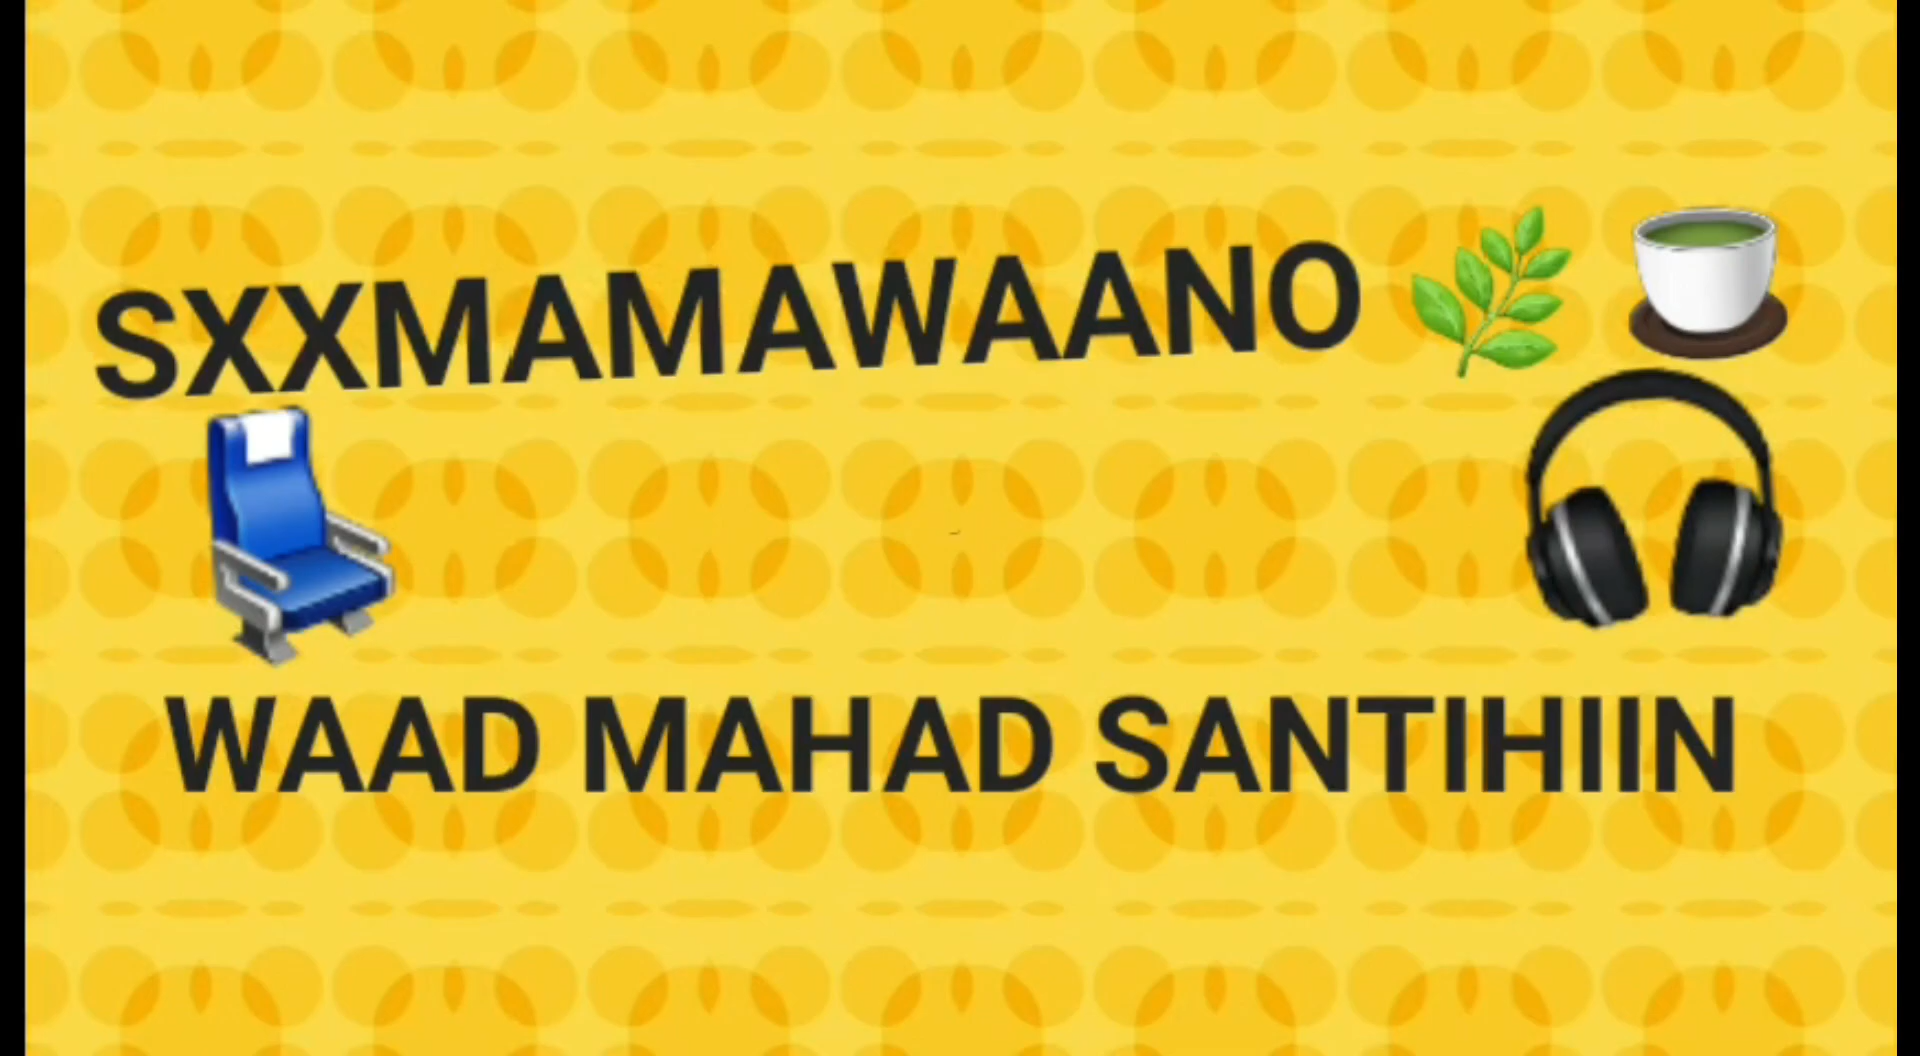 SXXMAMAWAANO 🌿 🍵
💺 🎧
WAAD MAHAD SANTIHIIN